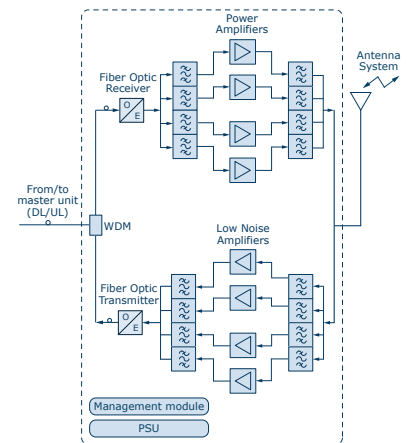 Power
Amplifiers
Antenna
System
Fiber Optic
Receiver
O
E
From/to
master unit
(DL/UL)
WDM
Low Noise
Amplifiers
Fiber Optic
Transmitter
O
E
Management module
PSU